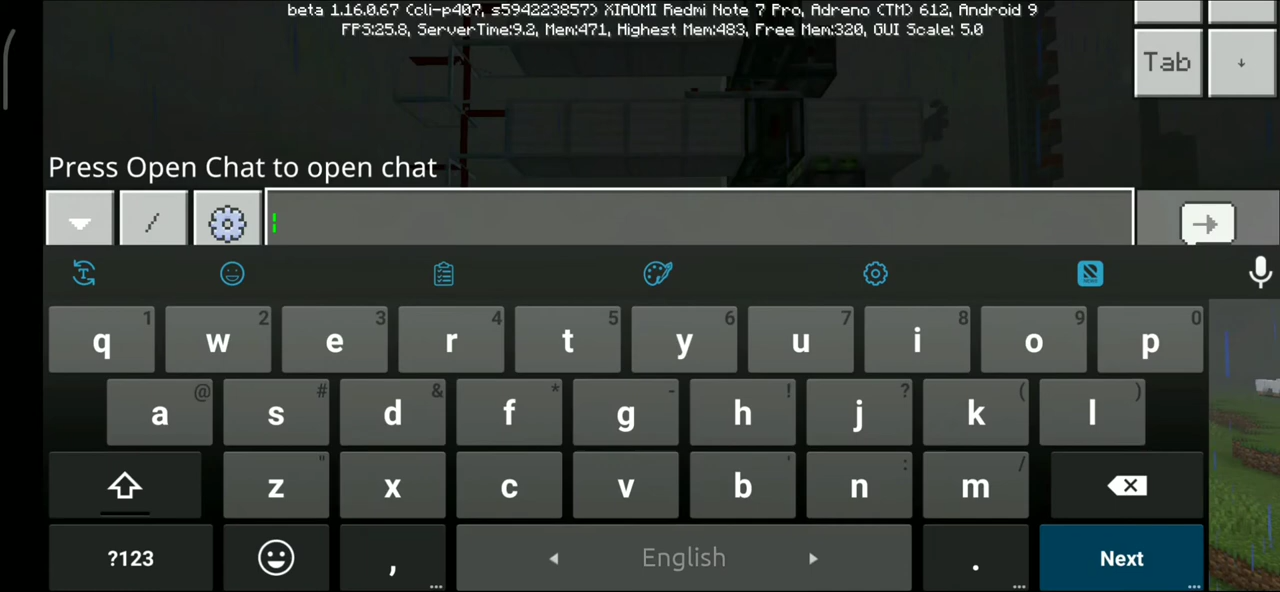 beta 1.16.0.67 (cli-p407, s594223857) XIAOMI Redmi Note 7 Pro, Adreno (TM) 612, Android 9
FPS:25.8, ServerTime:9.2, Mem:471, Highest Mem:483, Free Mem:320, GUI Scale: 5.0
Tab ↓
Press Open Chat to open chat
/
T
q 1 w 2 e 3 r 4 t 5 y 6 u 7 i 8 o 9 p 0
a @ s # d & f * g - h ! j ? k ( l )
z " x c v b ' n : m /
?123 , ... English . ... Next ...